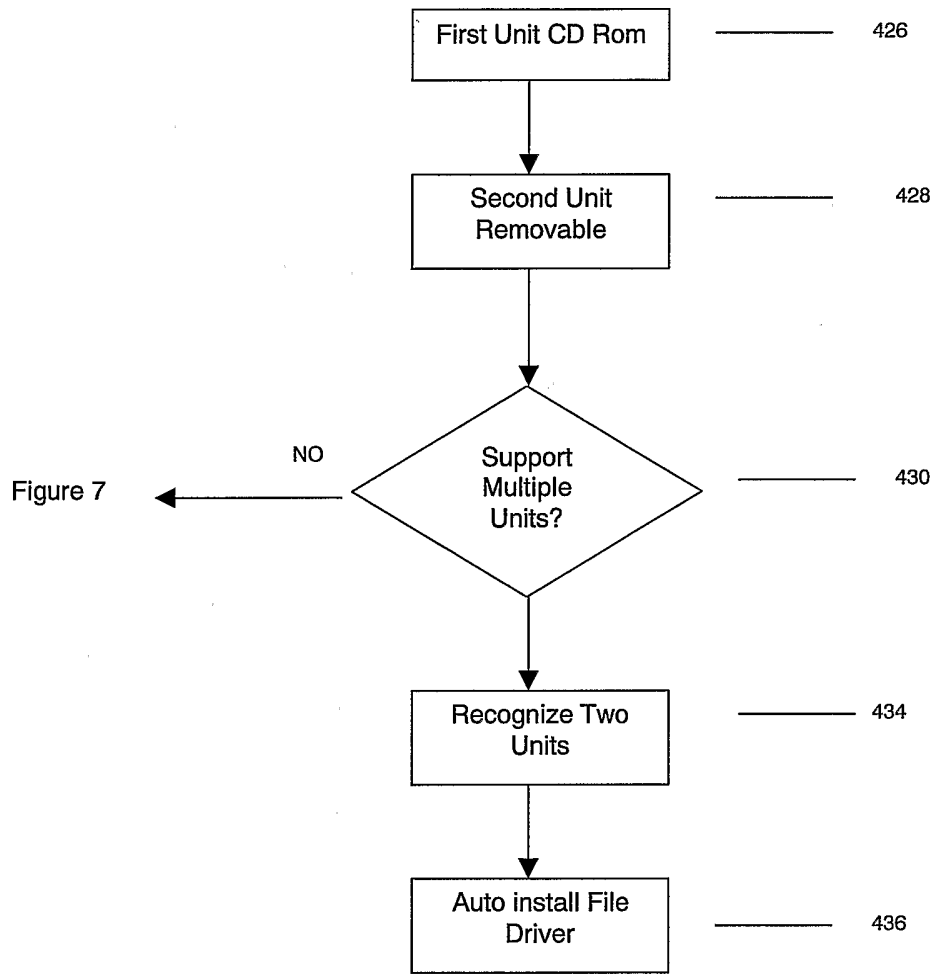 First Unit CD Rom
426
Second Unit
Removable
428
NO
Support
Multiple
Units?
430
Figure 7
Recognize Two
Units
434
Auto install File
Driver
436